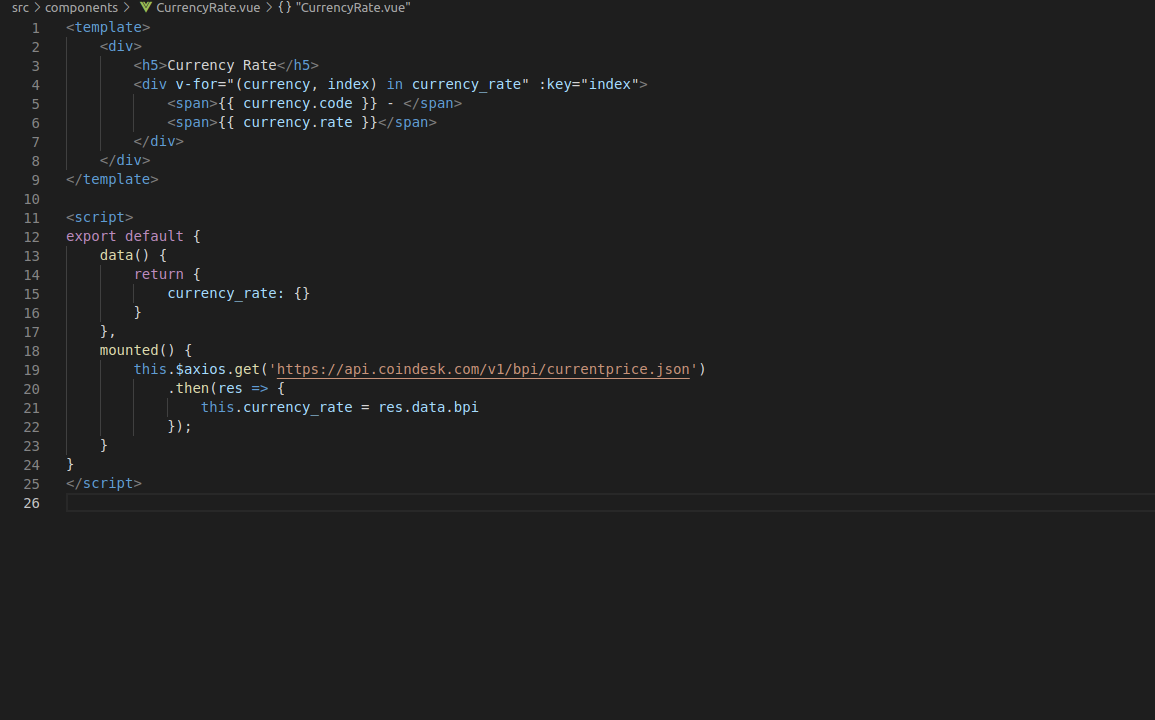 src > components > CurrencyRate.vue > {} "CurrencyRate.vue"
1 <template>
2     <div>
3         <h5>Currency Rate</h5>
4         <div v-for="(currency, index) in currency_rate" :key="index">
5             <span>{{ currency.code }} - </span>
6             <span>{{ currency.rate }}</span>
7         </div>
8     </div>
9 </template>
10
11 <script>
12 export default {
13     data() {
14         return {
15             currency_rate: {}
16         }
17     },
18     mounted() {
19         this.$axios.get('https://api.coindesk.com/v1/bpi/currentprice.json')
20             .then(res => {
21                 this.currency_rate = res.data.bpi
22             });
23     }
24 }
25 </script>
26